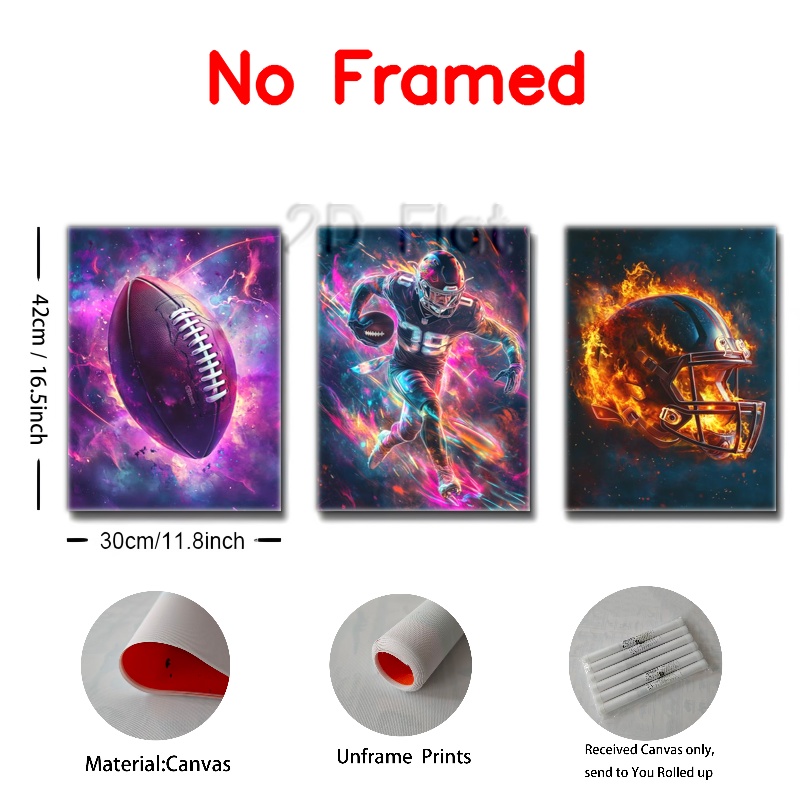 No Framed
2D Flat
42cm / 16.5inch
30cm/11.8inch
Material:Canvas
Unframe Prints
Received Canvas only,
send to You Rolled up